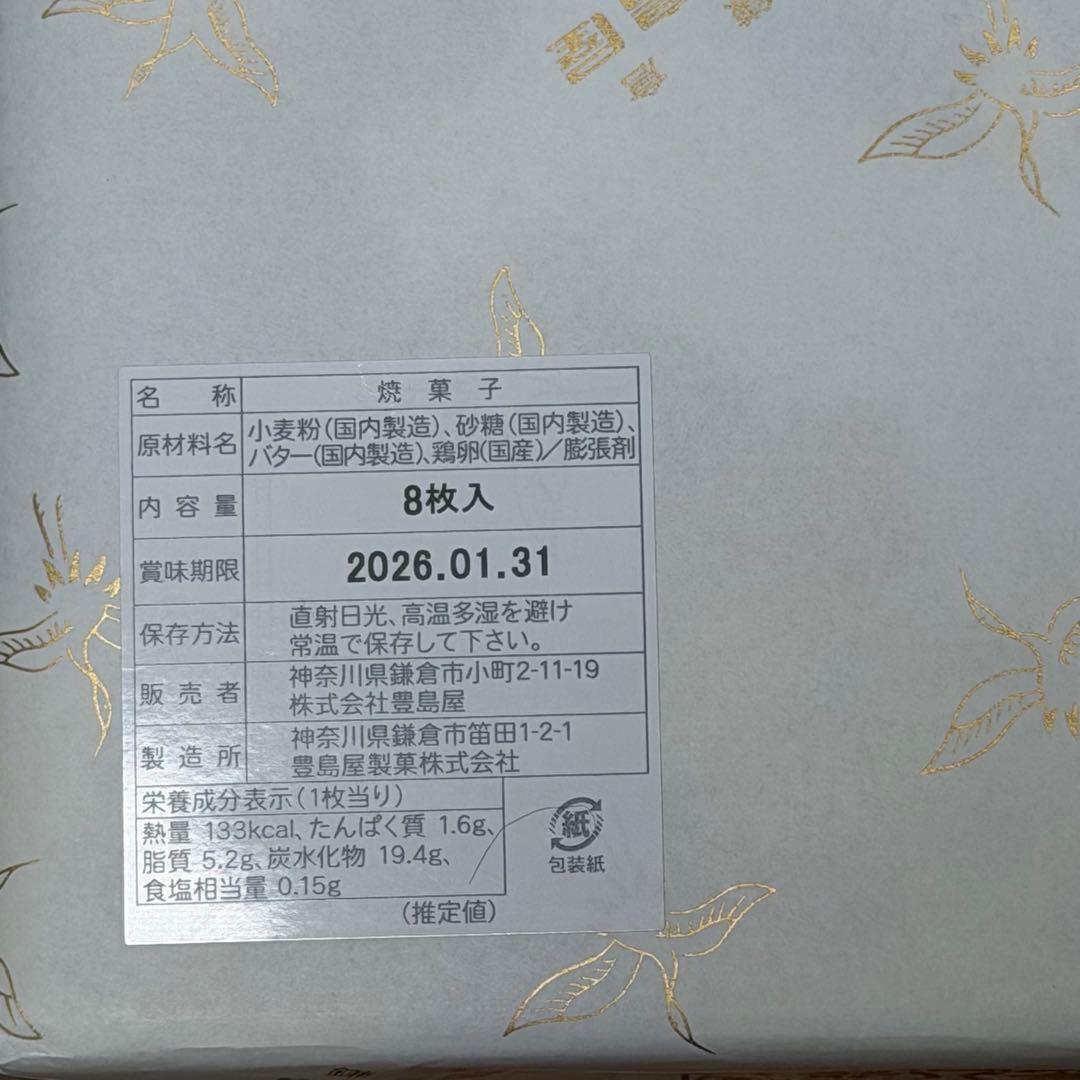 名称 焼菓子
原材料名 小麦粉(国内製造)、砂糖(国内製造)、
バター(国内製造)、鶏卵(国産)／膨張剤
内容量 8枚入
賞味期限 2026.01.31
保存方法 直射日光、高温多湿を避け
常温で保存して下さい。
販売者 神奈川県鎌倉市小町2-11-19
株式会社豊島屋
製造所 神奈川県鎌倉市笛田1-2-1
豊島屋製菓株式会社
栄養成分表示(1枚当り)
熱量 133kcal、たんぱく質 1.6g、
脂質 5.2g、炭水化物 19.4g、
食塩相当量 0.15g
(推定値)
紙
包装紙